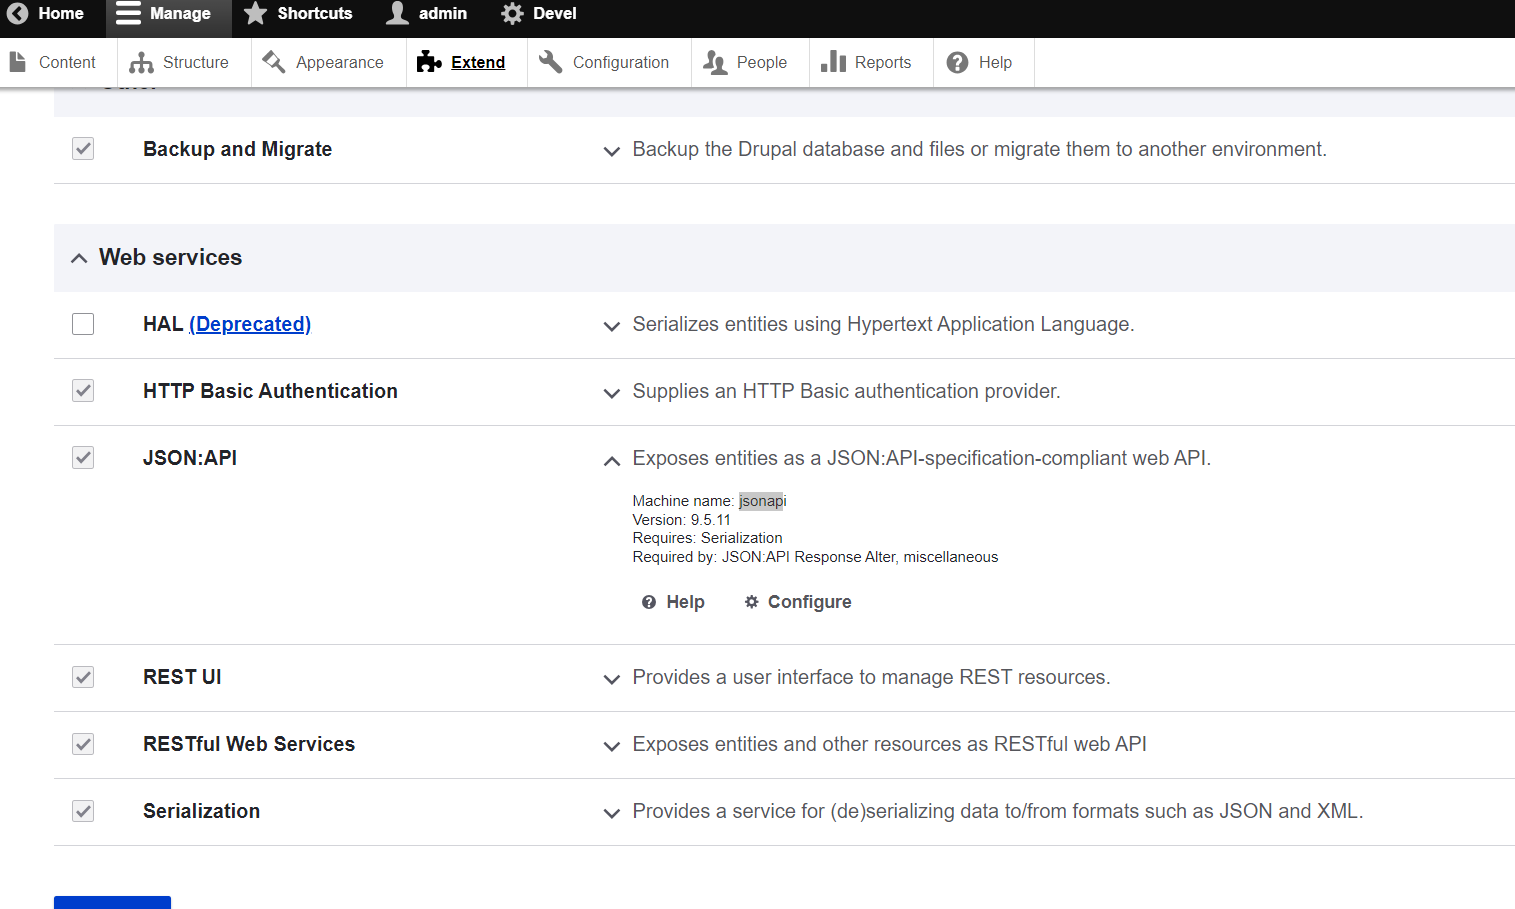 Home Manage Shortcuts admin Devel
Content Structure Appearance Extend Configuration People Reports Help
Backup and Migrate Backup the Drupal database and files or migrate them to another environment.
Web services
HAL (Deprecated) Serializes entities using Hypertext Application Language.
HTTP Basic Authentication Supplies an HTTP Basic authentication provider.
JSON:API Exposes entities as a JSON:API-specification-compliant web API.
Machine name: jsonapi
Version: 9.5.11
Requires: Serialization
Required by: JSON:API Response Alter, miscellaneous
Help Configure
REST UI Provides a user interface to manage REST resources.
RESTful Web Services Exposes entities and other resources as RESTful web API
Serialization Provides a service for (de)serializing data to/from formats such as JSON and XML.